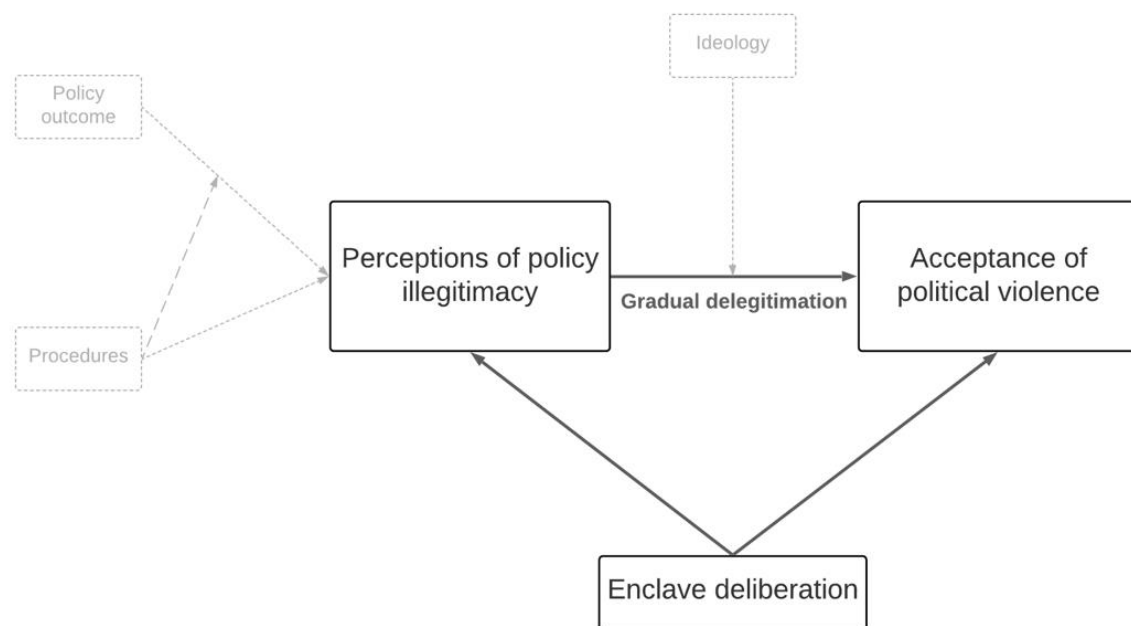 Ideology
Policy
outcome
Perceptions of policy
illegitimacy
Gradual delegitimation
Acceptance of
political violence
Procedures
Enclave deliberation